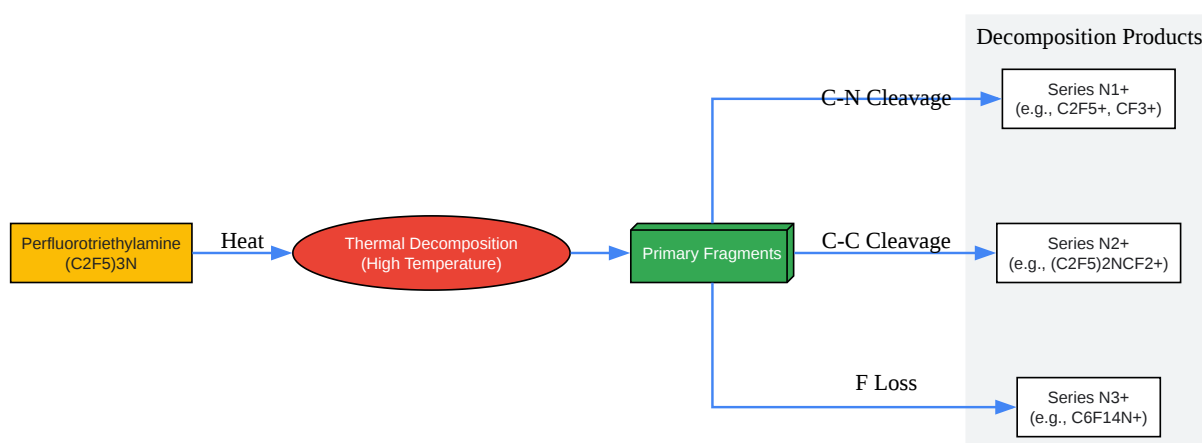 Decomposition Products
C-N Cleavage
Series N1+
(e.g., C2F5+, CF3+)
Perfluorotriethylamine
(C2F5)3N
Heat
Thermal Decomposition
(High Temperature)
Primary Fragments
C-C Cleavage
Series N2+
(e.g., (C2F5)2NCF2+)
F Loss
Series N3+
(e.g., C6F14N+)